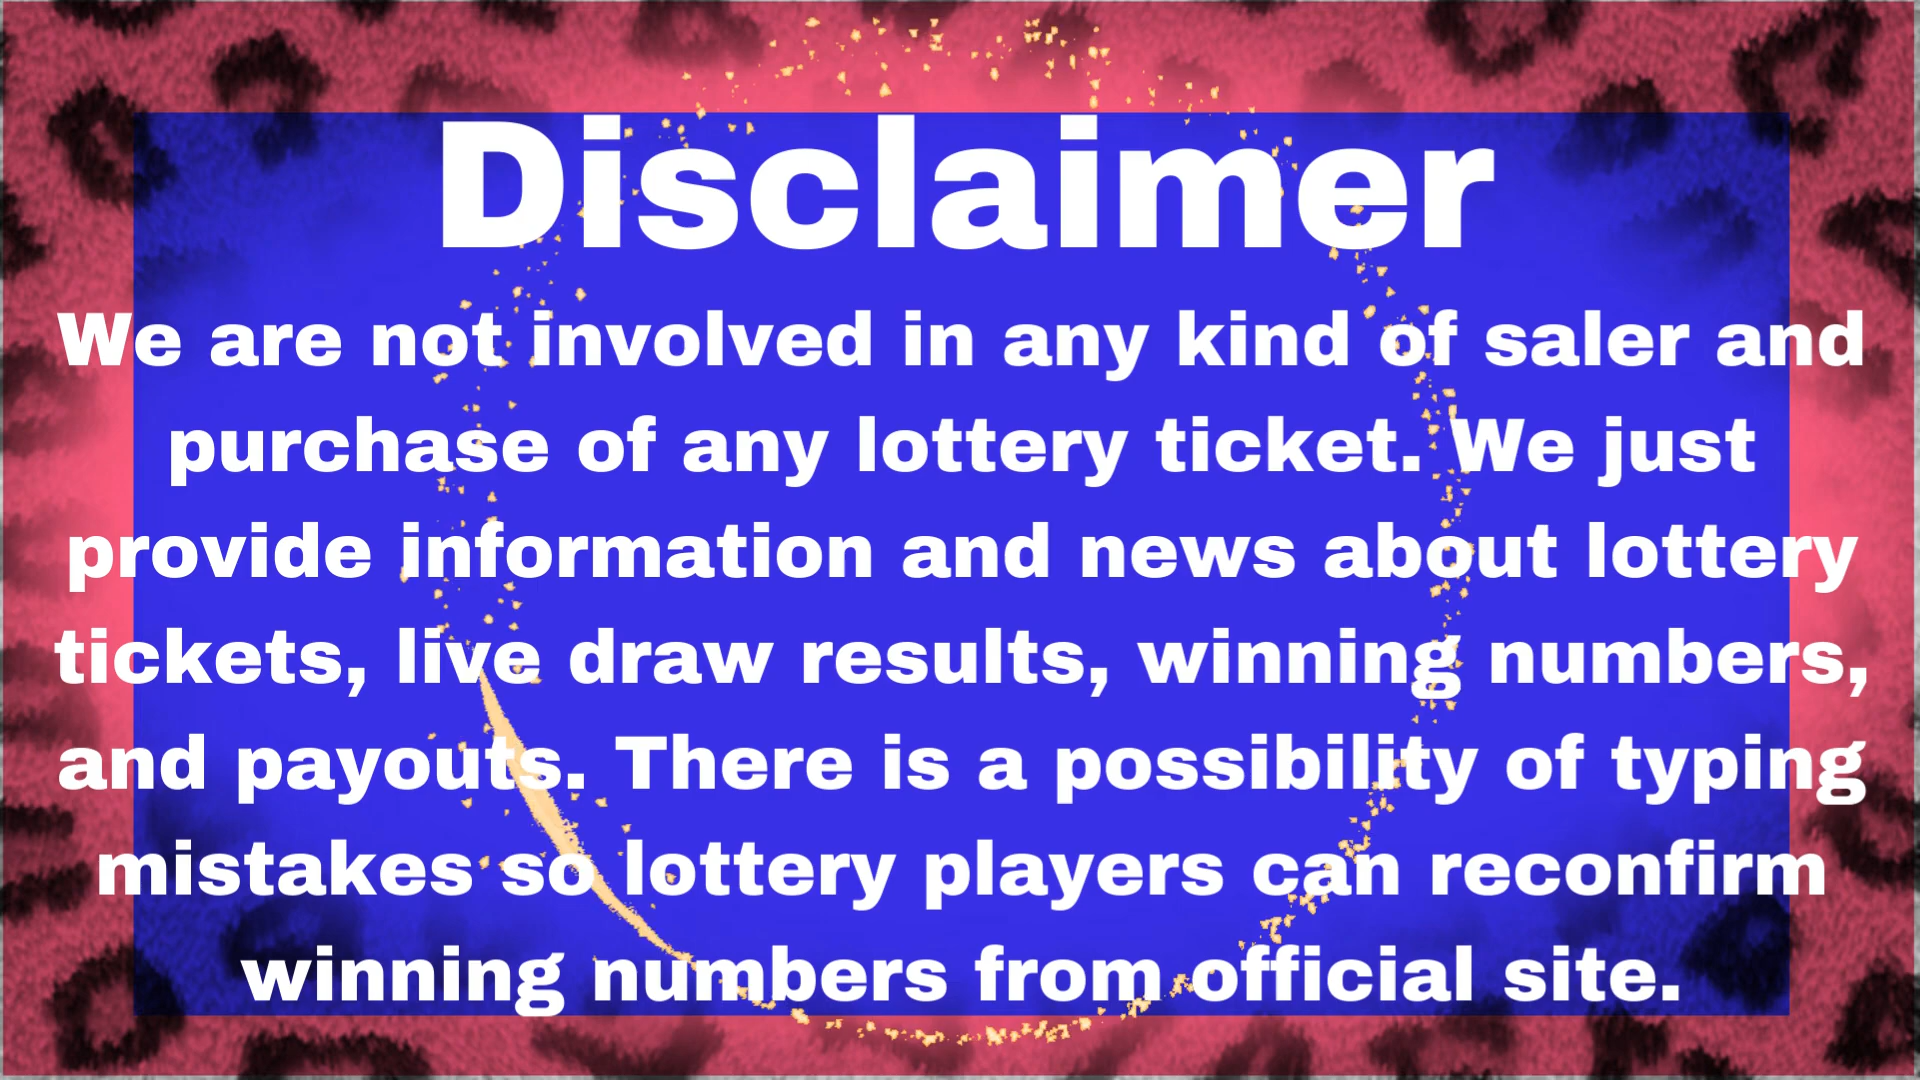 Disclaimer
We are not involved in any kind of saler and
purchase of any lottery ticket. We just
provide information and news about lottery
tickets, live draw results, winning numbers,
and payouts. There is a possibility of typing
mistakes so lottery players can reconfirm
winning numbers from official site.